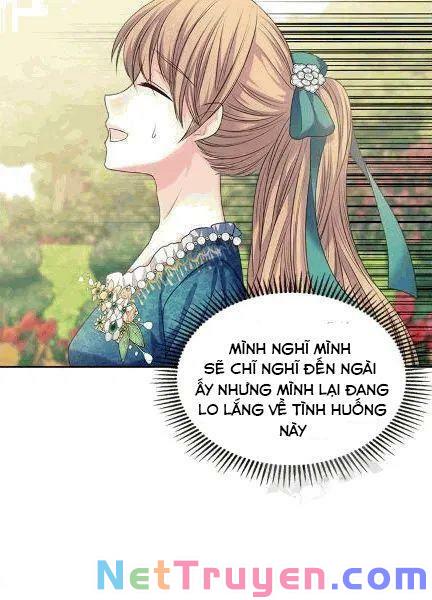 MÌNH NGHĨ MÌNH
SẼ CHỈ NGHĨ ĐẾN NGÀI
ẤY NHƯNG MÌNH LẠI ĐANG
LO LẮNG VỀ TÌNH HUỐNG
NÀY
NetTruyen.com